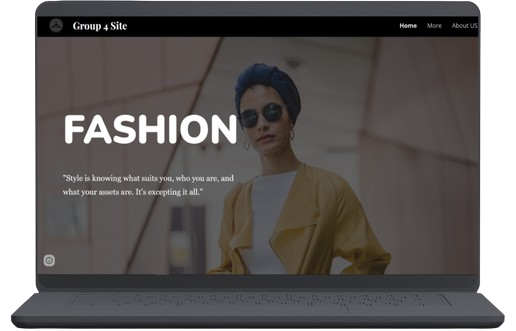 Group 4 Site
Home More About US
FASHION
"Style is knowing what suits you, who you are, and
what your assets are. It's excepting it all."